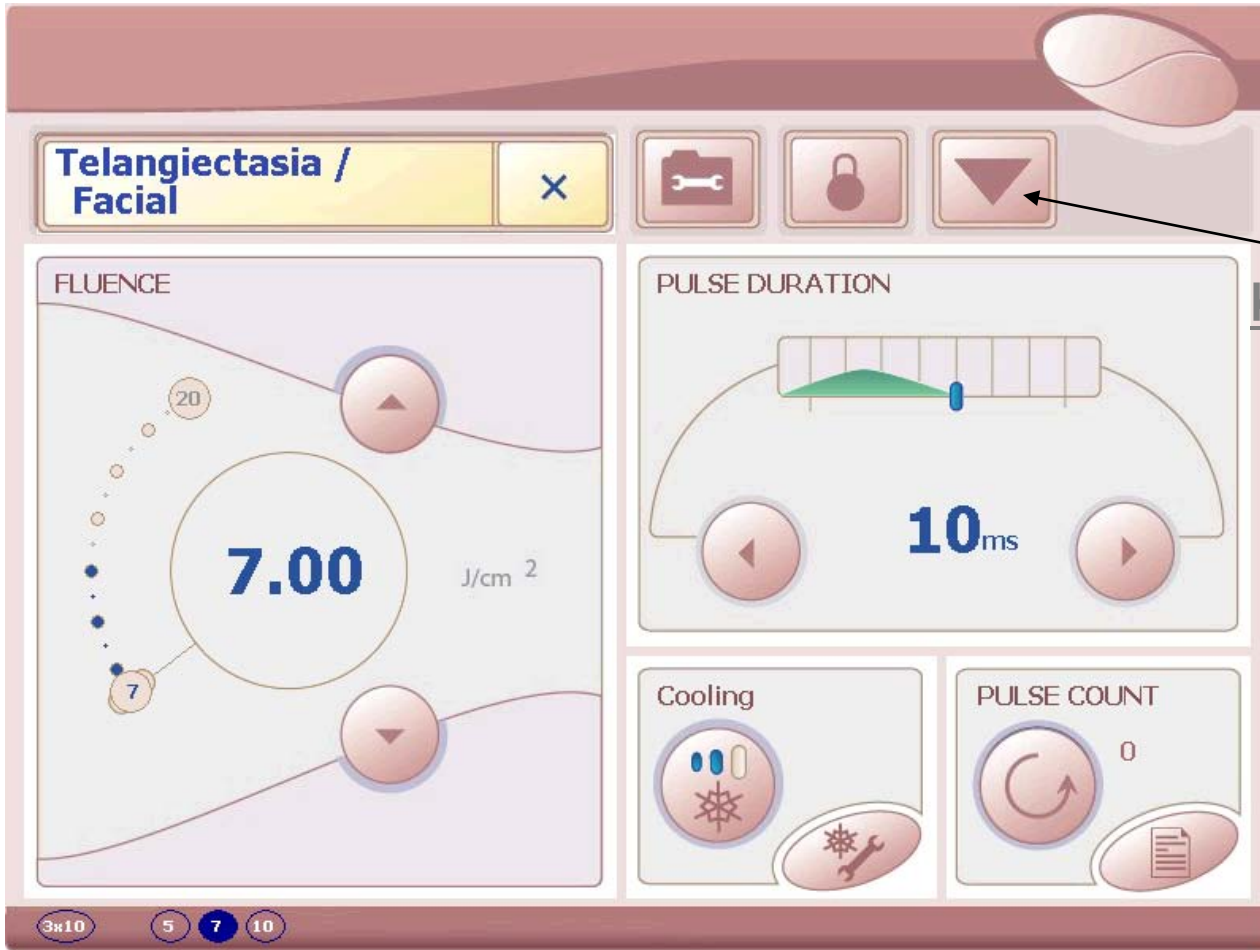 Telangiectasia /
Facial
×
FLUENCE
20
7.00
J/cm 2
7
PULSE DURATION
10ms
Cooling
PULSE COUNT
0
3x10
5 7 10